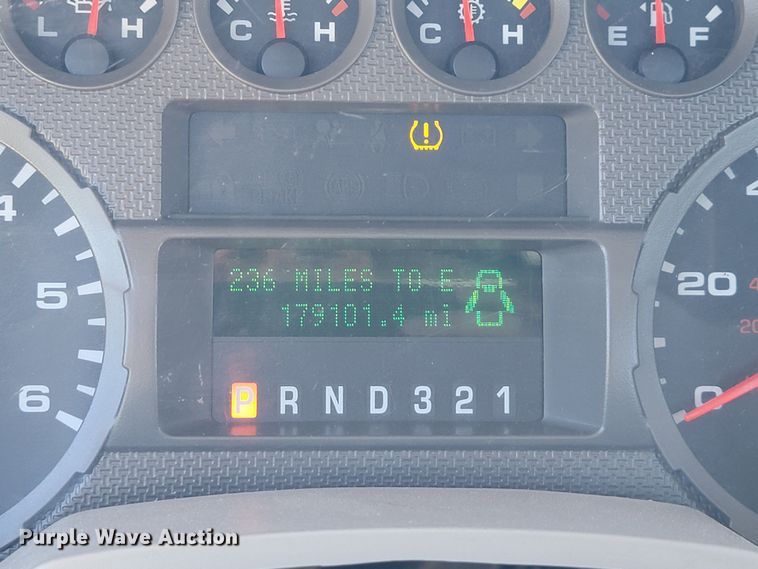 L H
C H
C H
E F
4
5
6
236 MILES TO E
179101.4 mi
P R N D 3 2 1
20
0
Purple Wave Auction